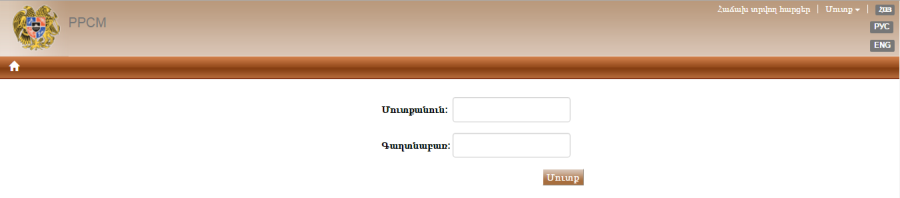 PPCM
Հաճախ տրվող հարցեր | Մուտք | ՀԱՅ
РУС
ENG
Մուտքանուն:
Գաղտնաբառ:
Մուտք